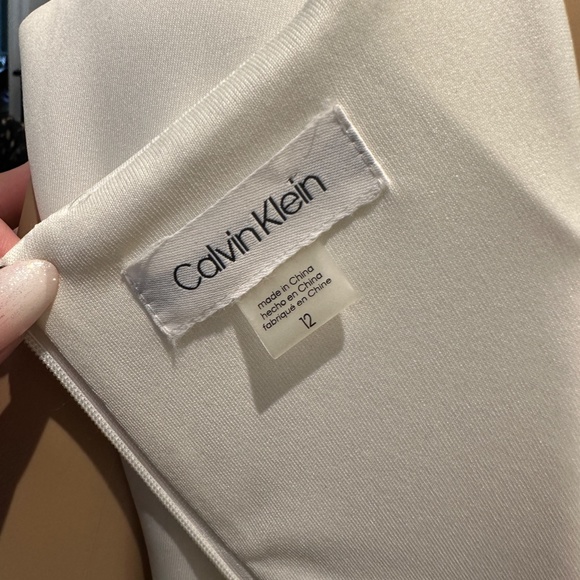 Calvin Klein
made in China
hecho en China
fabriqué en Chine
12